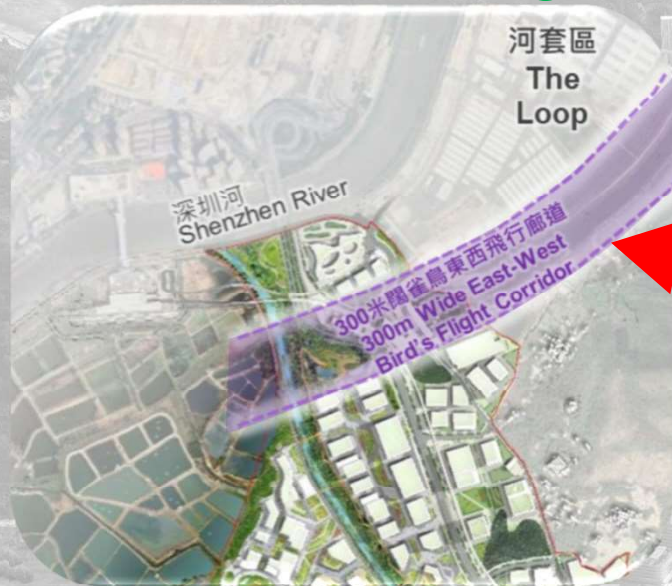 河套區
The
Loop
深圳河
Shenzhen River
300米闊雀鳥東西飛行廊道
300m Wide East-West
Bird's Flight Corridor